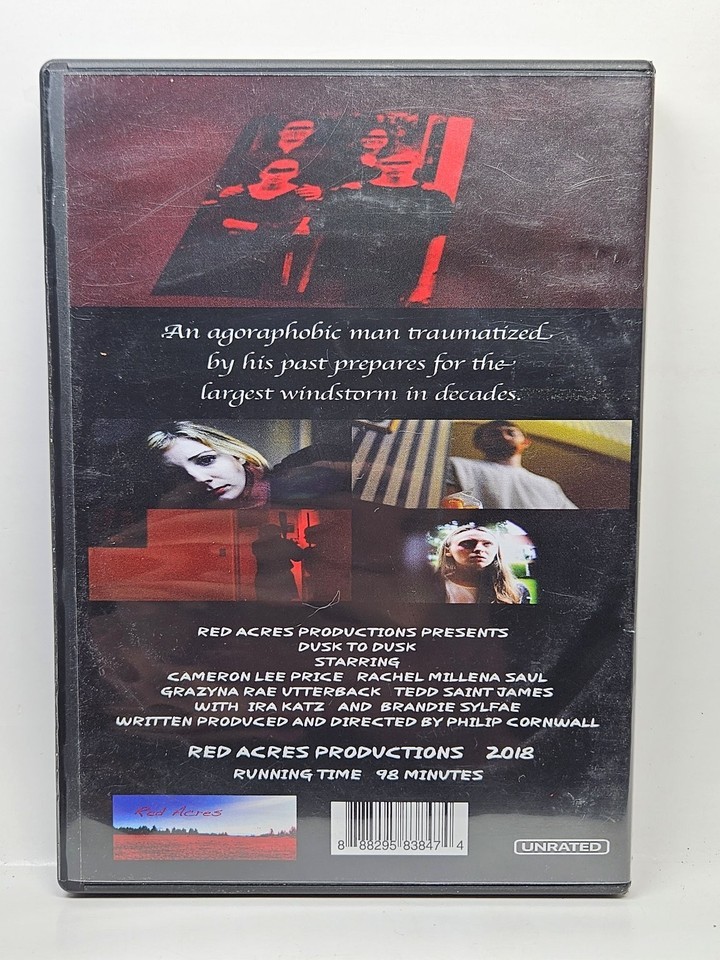 An agoraphobic man traumatized
by his past prepares for the
largest windstorm in decades.
RED ACRES PRODUCTIONS PRESENTS
DUSK TO DUSK
STARRING
CAMERON LEE PRICE RACHEL MILLENA SAUL
GRAZYNA RAE UTTERBACK TEDD SAINT JAMES
WITH IRA KATZ AND BRANDIE SYLFAE
WRITTEN PRODUCED AND DIRECTED BY PHILIP CORNWALL
RED ACRES PRODUCTIONS 2018
RUNNING TIME 98 MINUTES
Red Acres
8 88295 83847 4
UNRATED